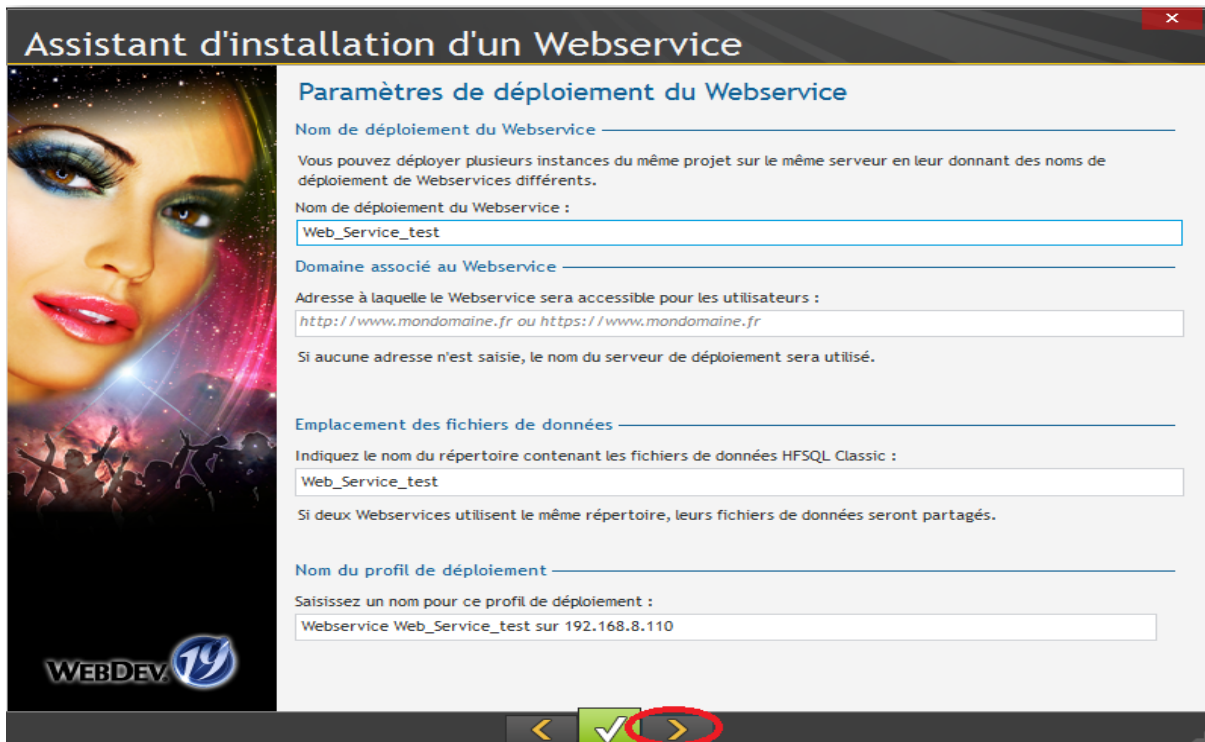 Assistant d'installation d'un Webservice
Paramètres de déploiement du Webservice
Nom de déploiement du Webservice
Vous pouvez déployer plusieurs instances du même projet sur le même serveur en leur donnant des noms de
déploiement de Webservices différents.
Nom de déploiement du Webservice :
Web_Service_test
Domaine associé au Webservice
Adresse à laquelle le Webservice sera accessible pour les utilisateurs :
http://www.mondomaine.fr ou https://www.mondomaine.fr
Si aucune adresse n'est saisie, le nom du serveur de déploiement sera utilisé.
Emplacement des fichiers de données
Indiquez le nom du répertoire contenant les fichiers de données HFSQL Classic :
Web_Service_test
Si deux Webservices utilisent le même répertoire, leurs fichiers de données seront partagés.
Nom du profil de déploiement
Saisissez un nom pour ce profil de déploiement :
Webservice Web_Service_test sur 192.168.8.110
WEBDEV 19